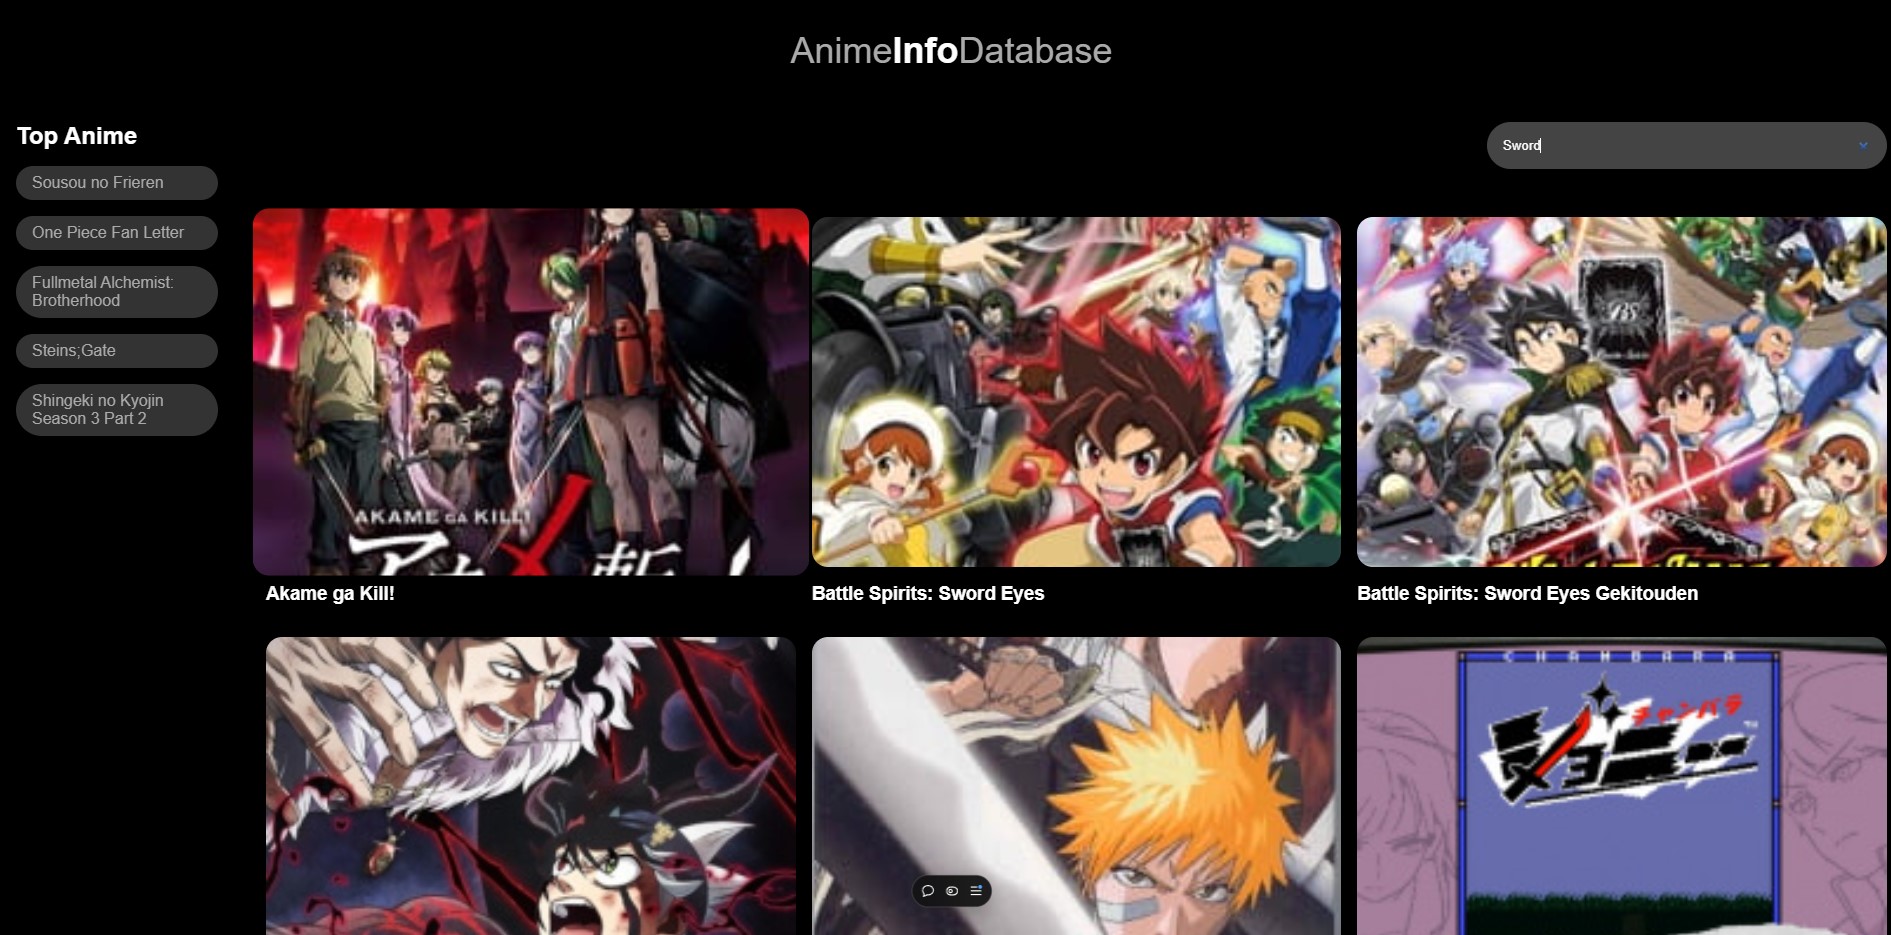 AnimeInfoDatabase
Top Anime
Sword
Sousou no Frieren
One Piece Fan Letter
Fullmetal Alchemist:
Brotherhood
Steins;Gate
Shingeki no Kyojin
Season 3 Part 2
AKAME GA KILL!
BS
Akame ga Kill!
Battle Spirits: Sword Eyes
Battle Spirits: Sword Eyes Gekitouden
CHAMBARA
チャンバラ